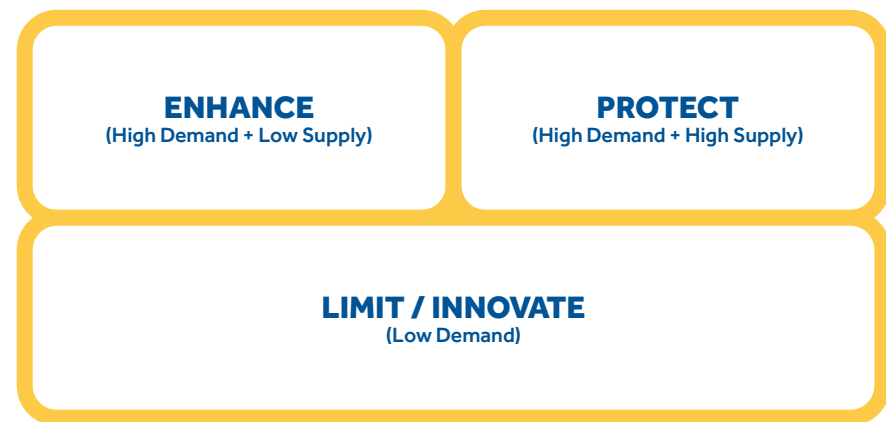 ENHANCE
(High Demand + Low Supply)
PROTECT
(High Demand + High Supply)
LIMIT / INNOVATE
(Low Demand)